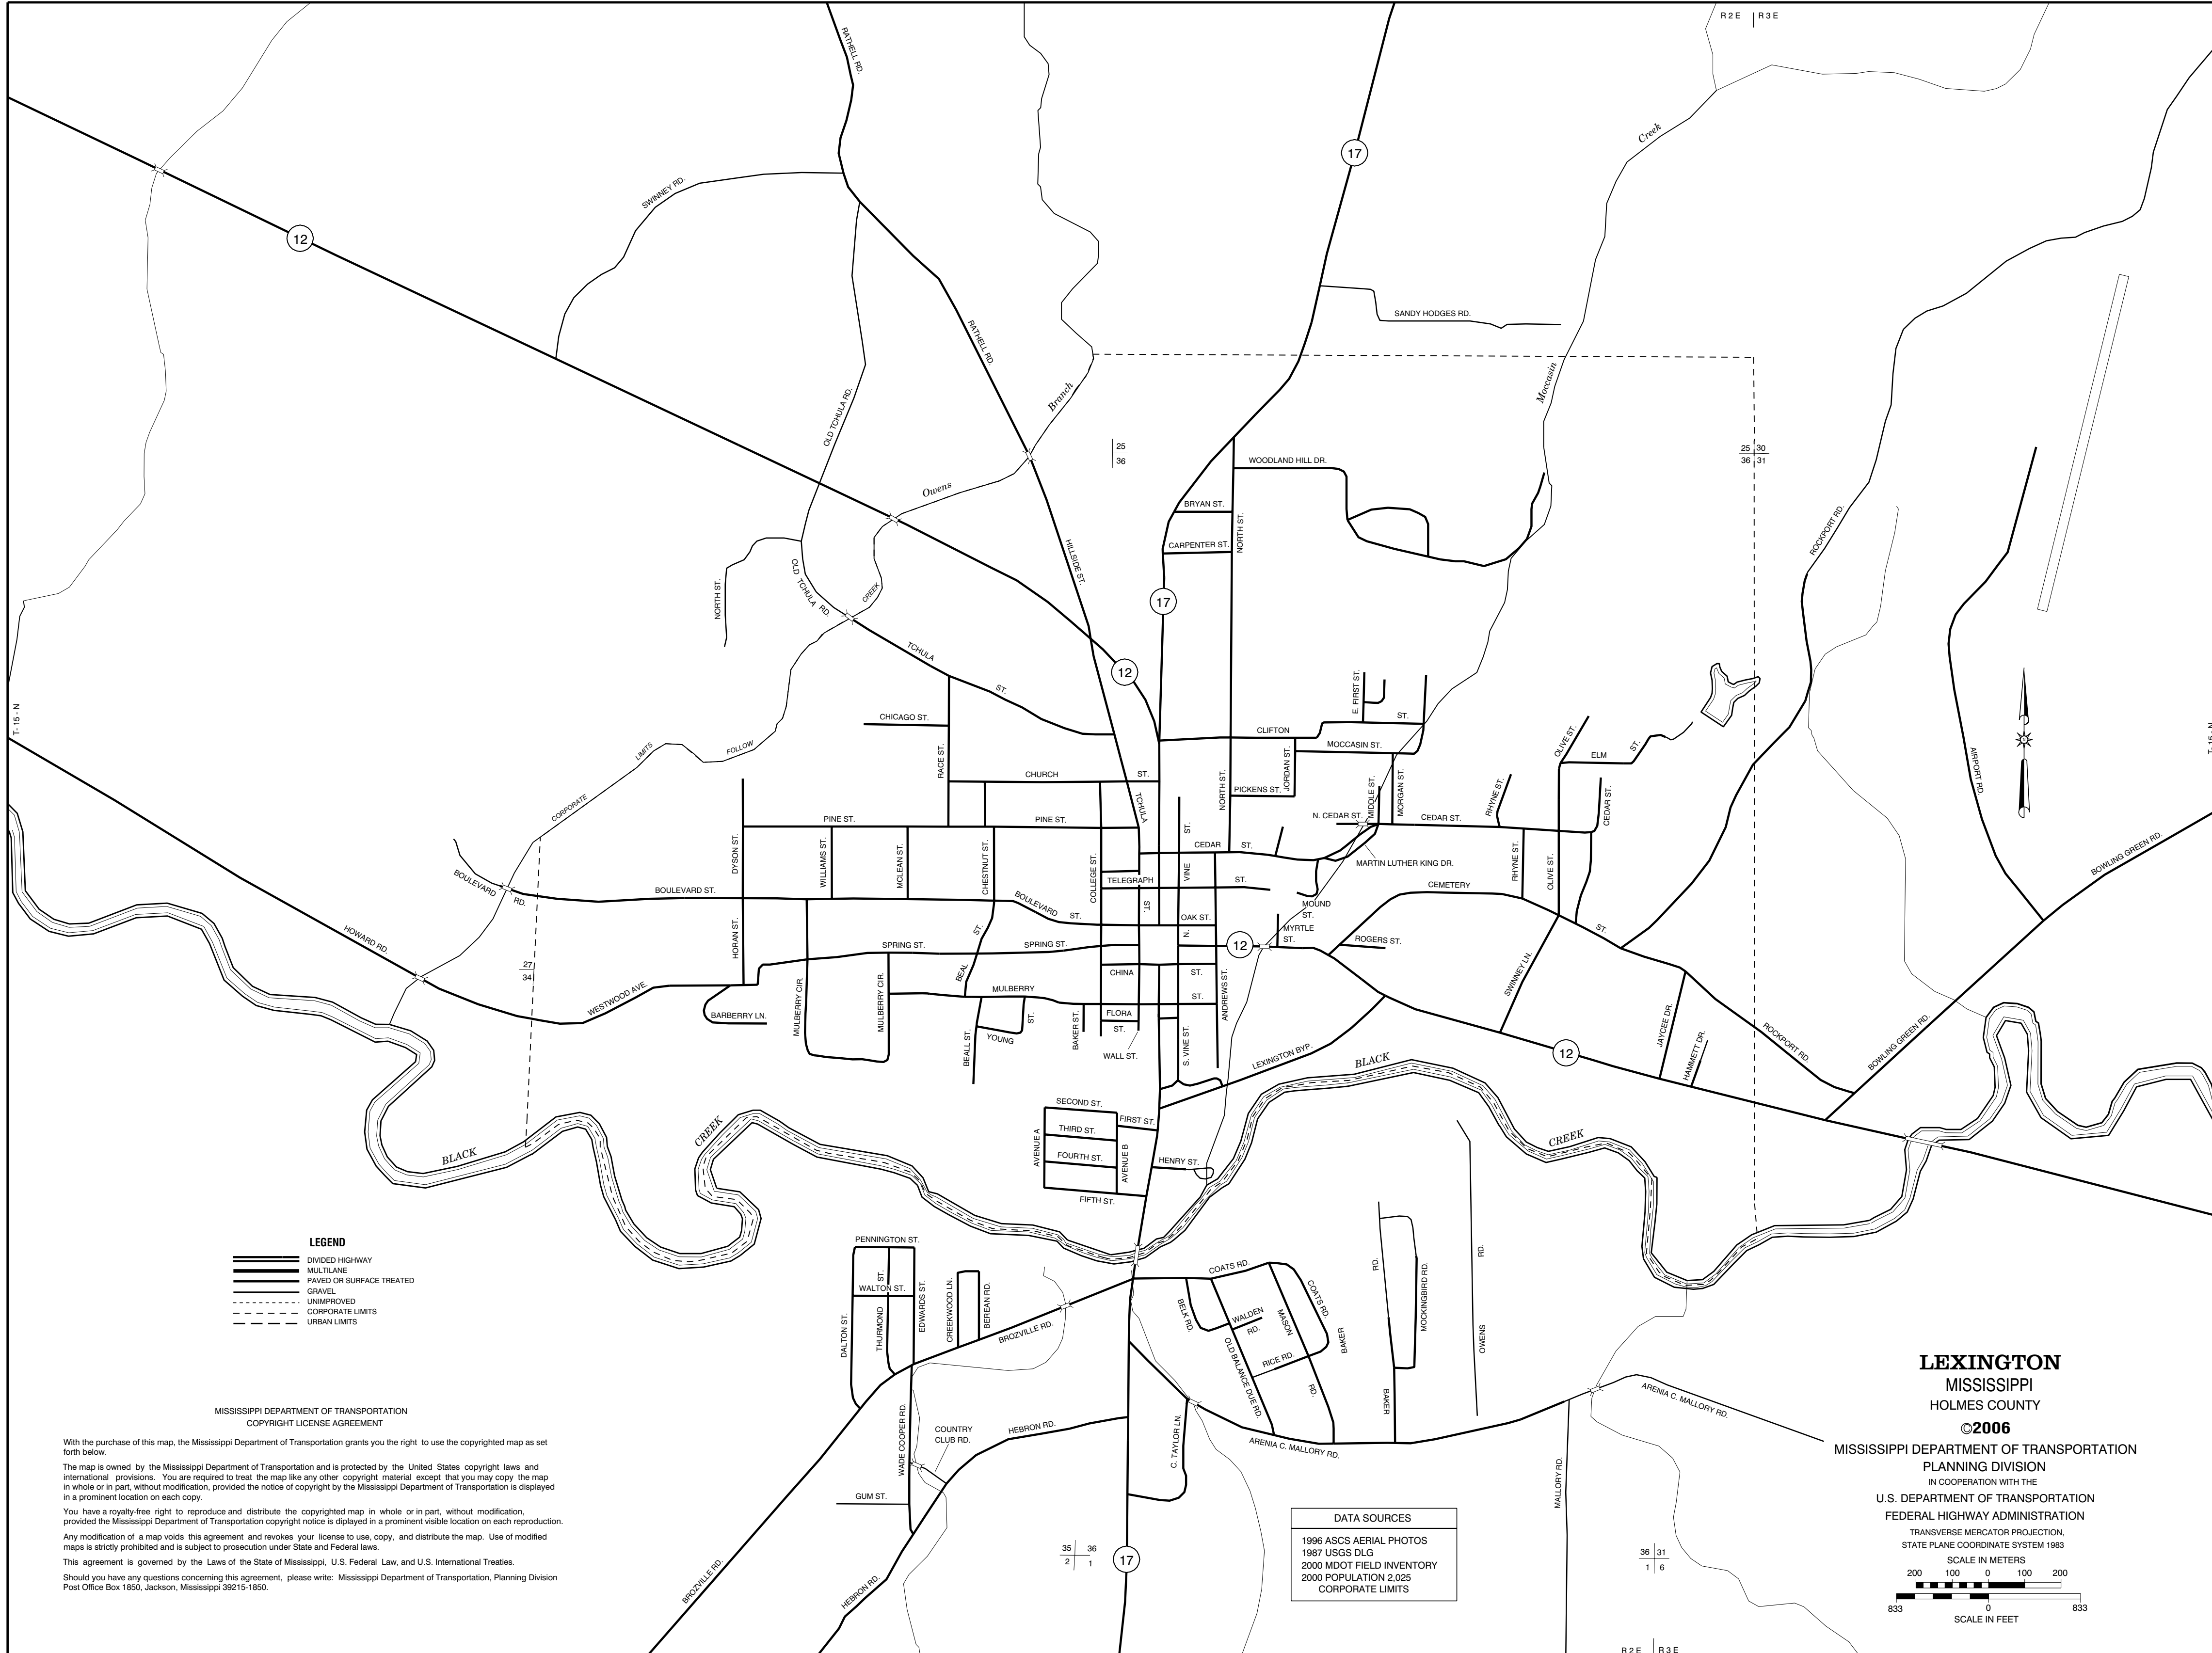 R 2 E | R 3 E
RATHELL RD.
17
Creek
SWINNEY RD.
12
SANDY HODGES RD.
RATHELL RD.
Branch
Moccasin
OLD TCHULA RD.
25
36
25 30
36 31
WOODLAND HILL DR.
Owens
BRYAN ST.
NORTH ST.
CARPENTER ST.
ROCKPORT RD.
HILLSIDE ST.
OLD TCHULA RD.
CREEK
NORTH ST.
17
TCHULA
ST.
12
E. FIRST ST.
T- 15 - N
T- 15 - N
CHICAGO ST.
CLIFTON
ST.
MOCCASIN ST.
OLIVE ST.
ELM
ST.
LIMITS
FOLLOW
RACE ST.
JORDAN ST.
AIRPORT RD.
CHURCH
ST.
NORTH ST.
PICKENS ST.
MIDDLE ST.
MORGAN ST.
RHYNE ST.
CEDAR ST.
CORPORATE
TCHULA
PINE ST.
PINE ST.
ST.
N. CEDAR ST.
CEDAR ST.
DYSON ST.
WILLIAMS ST.
MCLEAN ST.
CHESTNUT ST.
COLLEGE ST.
CEDAR
ST.
MARTIN LUTHER KING DR.
VINE
RHYNE ST.
OLIVE ST.
BOWLING GREEN RD.
BOULEVARD
RD.
BOULEVARD ST.
TELEGRAPH
ST.
CEMETERY
BOULEVARD
ST.
ST.
MOUND
ST.
OAK ST.
HORAN ST.
ST.
N.
MYRTLE
ST.
ST.
HOWARD RD.
SPRING ST.
SPRING ST.
12
ROGERS ST.
27
34
BEAL
CHINA
ST.
SWINNEY LN.
WESTWOOD AVE.
MULBERRY CIR.
MULBERRY CIR.
MULBERRY
ST.
ANDREWS ST.
BARBERRY LN.
FLORA
ST.
ST.
BAKER ST.
YOUNG
BEALL ST.
WALL ST.
S. VINE ST.
JAYCEE DR.
HAMMETT DR.
ROCKPORT RD.
BOWLING GREEN RD.
LEXINGTON BYP.
BLACK
12
SECOND ST.
FIRST ST.
THIRD ST.
AVENUE A
AVENUE B
FOURTH ST.
HENRY ST.
FIFTH ST.
CREEK
BLACK
CREEK
PENNINGTON ST.
ST.
WALTON ST.
DALTON ST.
THURMOND
EDWARDS ST.
CREEKWOOD LN.
BEREAN RD.
BROZVILLE RD.
COATS RD.
BELK RD.
WALDEN
RD.
MASON
RD.
COATS RD.
RICE RD.
OLD BALANCE DUE RD.
RD.
BAKER
BAKER
MOCKINGBIRD RD.
RD.
OWENS
WADE COOPER RD.
COUNTRY
CLUB RD.
HEBRON RD.
GUM ST.
C. TAYLOR LN.
ARENIA C. MALLORY RD.
ARENIA C. MALLORY RD.
MALLORY RD.
BROZVILLE RD.
HEBRON RD.
35 36
2 1
17
36 31
1 6
R 2 E | R 3 E
LEGEND
DIVIDED HIGHWAY
MULTILANE
PAVED OR SURFACE TREATED
GRAVEL
UNIMPROVED
CORPORATE LIMITS
URBAN LIMITS
MISSISSIPPI DEPARTMENT OF TRANSPORTATION
COPYRIGHT LICENSE AGREEMENT
With the purchase of this map, the Mississippi Department of Transportation grants you the right to use the copyrighted map as set
forth below.
The map is owned by the Mississippi Department of Transportation and is protected by the United States copyright laws and
international provisions. You are required to treat the map like any other copyright material except that you may copy the map
in whole or in part, without modification, provided the notice of copyright by the Mississippi Department of Transportation is displayed
in a prominent location on each copy.
You have a royalty-free right to reproduce and distribute the copyrighted map in whole or in part, without modification,
provided the Mississippi Department of Transportation copyright notice is diplayed in a prominent visible location on each reproduction.
Any modification of a map voids this agreement and revokes your license to use, copy, and distribute the map. Use of modified
maps is strictly prohibited and is subject to prosecution under State and Federal laws.
This agreement is governed by the Laws of the State of Mississippi, U.S. Federal Law, and U.S. International Treaties.
Should you have any questions concerning this agreement, please write: Mississippi Department of Transportation, Planning Division
Post Office Box 1850, Jackson, Mississippi 39215-1850.
DATA SOURCES
1996 ASCS AERIAL PHOTOS
1987 USGS DLG
2000 MDOT FIELD INVENTORY
2000 POPULATION 2,025
CORPORATE LIMITS
LEXINGTON
MISSISSIPPI
HOLMES COUNTY
©2006
MISSISSIPPI DEPARTMENT OF TRANSPORTATION
PLANNING DIVISION
IN COOPERATION WITH THE
U.S. DEPARTMENT OF TRANSPORTATION
FEDERAL HIGHWAY ADMINISTRATION
TRANSVERSE MERCATOR PROJECTION,
STATE PLANE COORDINATE SYSTEM 1983
SCALE IN METERS
200 100 0 100 200
833 0 833
SCALE IN FEET